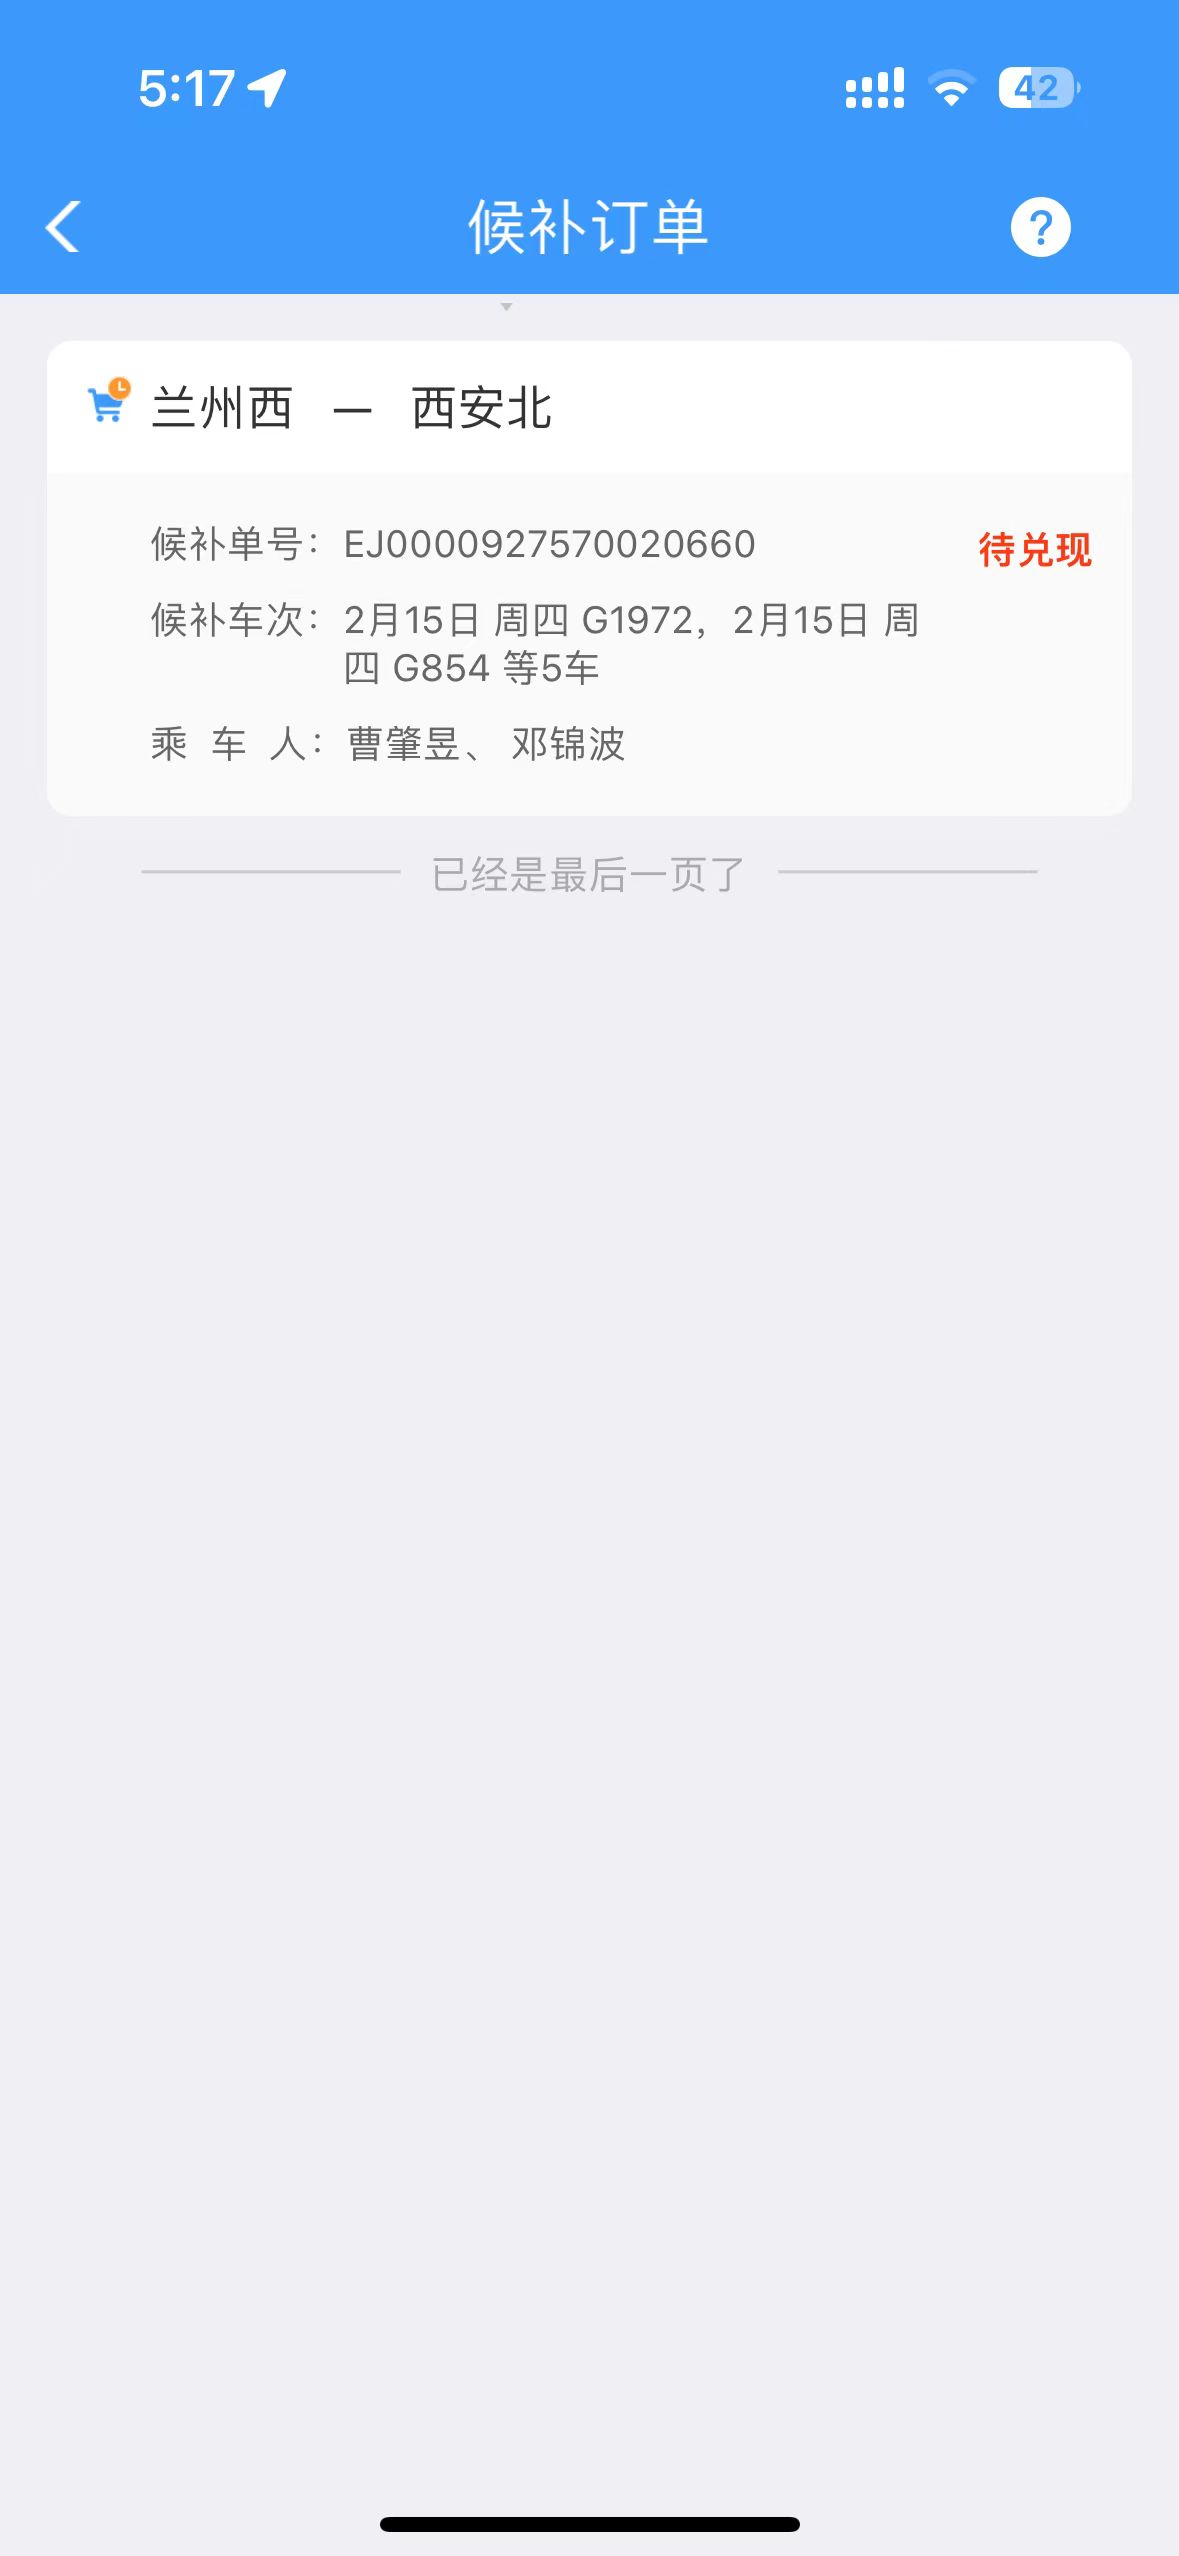 5:17
42
候补订单
?
兰州西 — 西安北
候补单号：EJ0000927570020660
待兑现
候补车次：2月15日 周四 G1972，2月15日 周
四 G854 等5车
乘 车 人：曹肇昱、 邓锦波
已经是最后一页了